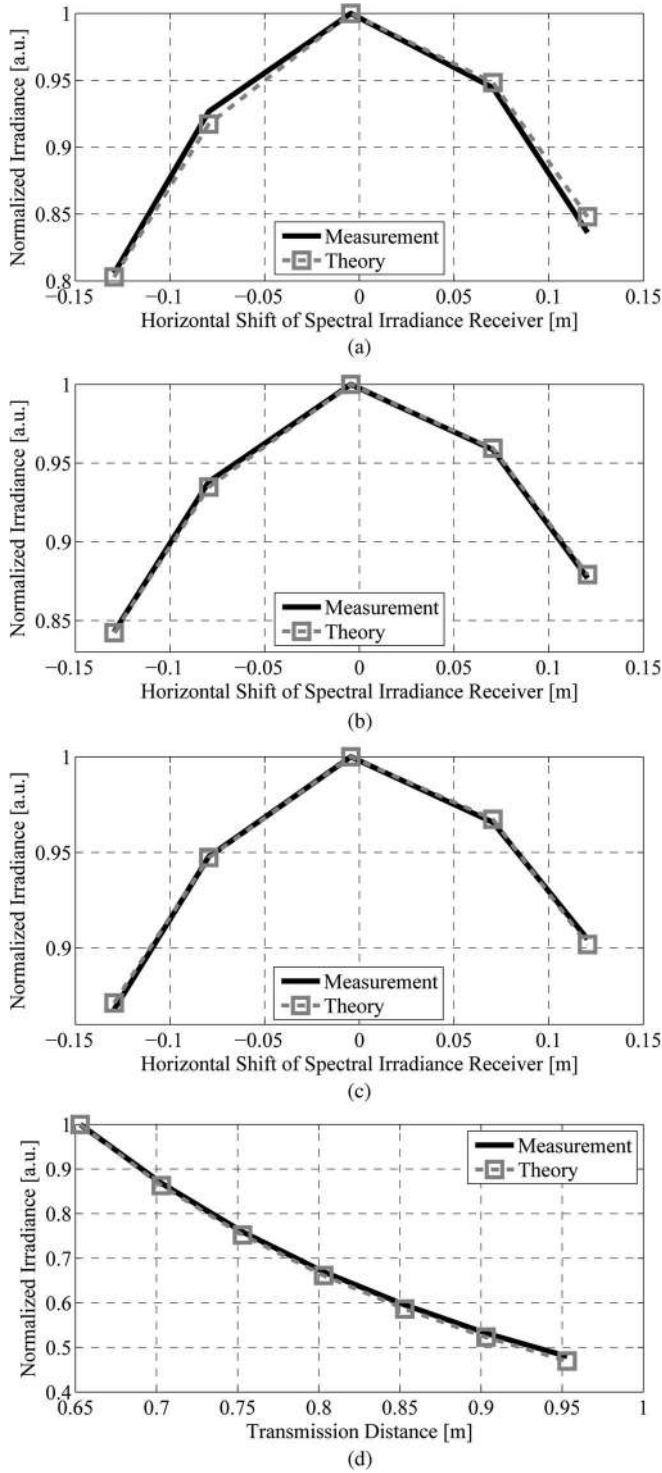 1
0.95
0.9
0.85
0.8
Normalized Irradiance [a.u.]
Measurement
Theory
−0.15 −0.1 −0.05 0 0.05 0.1 0.15
Horizontal Shift of Spectral Irradiance Receiver [m]
(a)
1
0.95
0.9
0.85
Normalized Irradiance [a.u.]
Measurement
Theory
−0.15 −0.1 −0.05 0 0.05 0.1 0.15
Horizontal Shift of Spectral Irradiance Receiver [m]
(b)
1
0.95
0.9
Normalized Irradiance [a.u.]
Measurement
Theory
−0.15 −0.1 −0.05 0 0.05 0.1 0.15
Horizontal Shift of Spectral Irradiance Receiver [m]
(c)
1
0.9
0.8
0.7
0.6
0.5
0.4
Normalized Irradiance [a.u.]
Measurement
Theory
0.65 0.7 0.75 0.8 0.85 0.9 0.95 1
Transmission Distance [m]
(d)